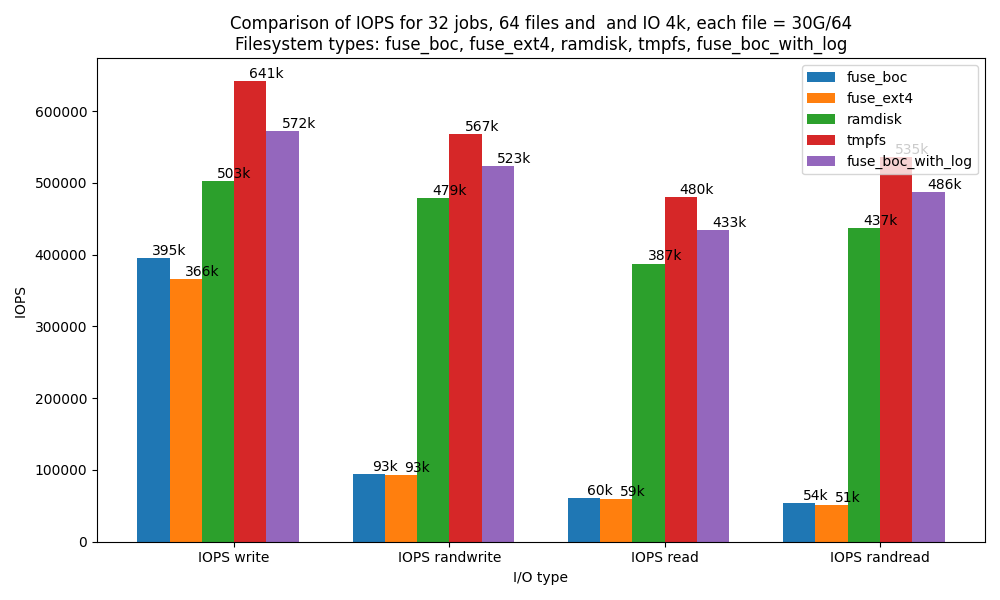 Comparison of IOPS for 32 jobs, 64 files and  and IO 4k, each file = 30G/64
Filesystem types: fuse_boc, fuse_ext4, ramdisk, tmpfs, fuse_boc_with_log
fuse_boc
fuse_ext4
ramdisk
tmpfs
fuse_boc_with_log
IOPS
600000
500000
400000
300000
200000
100000
0
395k
366k
503k
641k
572k
93k
93k
479k
567k
523k
60k
59k
387k
480k
433k
54k
51k
437k
535k
486k
IOPS write
IOPS randwrite
IOPS read
IOPS randread
I/O type